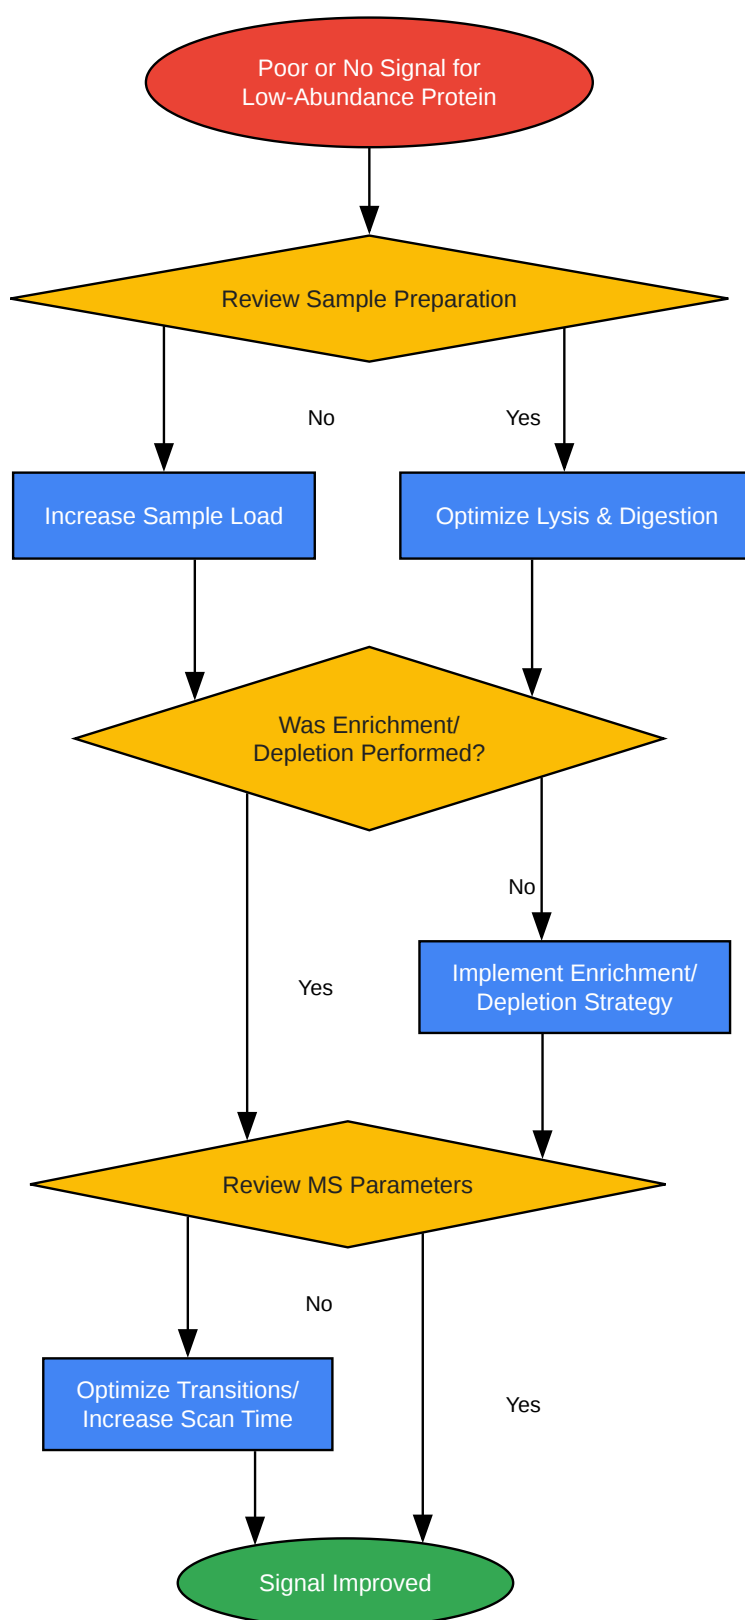 Poor or No Signal for
Low-Abundance Protein
Review Sample Preparation
No
Yes
Increase Sample Load
Optimize Lysis & Digestion
Was Enrichment/
Depletion Performed?
No
Implement Enrichment/
Depletion Strategy
Yes
Review MS Parameters
No
Optimize Transitions/
Increase Scan Time
Yes
Signal Improved